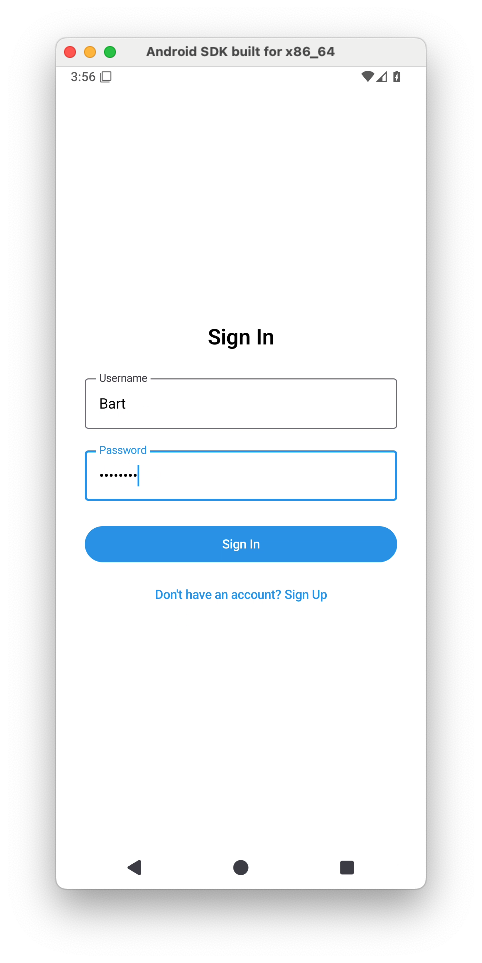 Android SDK built for x86_64
3:56
Sign In
Username
Bart
Password
••••••••
Sign In
Don't have an account? Sign Up